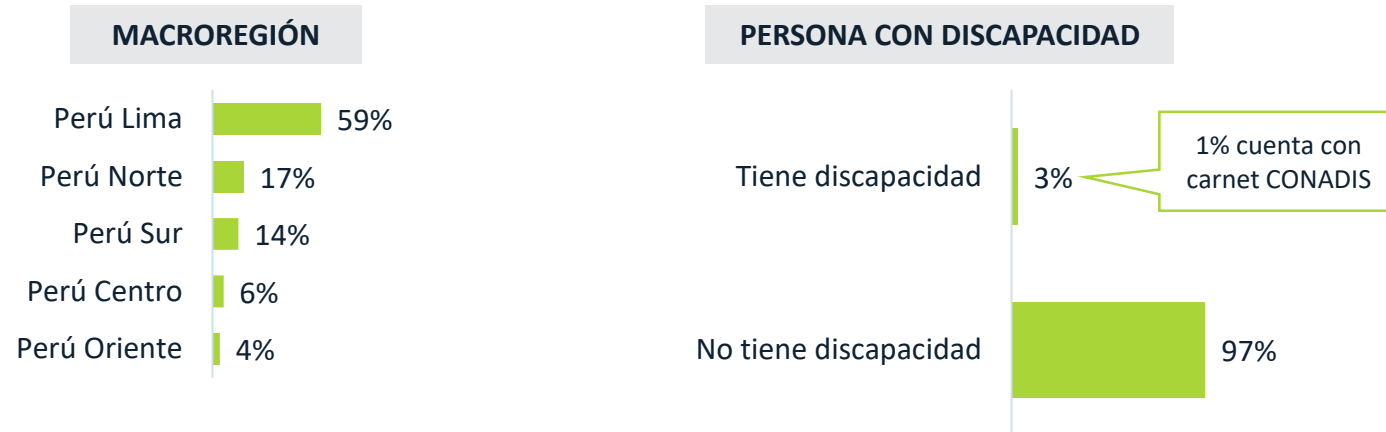 MACROREGIÓN
Perú Lima 59%
Perú Norte 17%
Perú Sur 14%
Perú Centro 6%
Perú Oriente 4%
PERSONA CON DISCAPACIDAD
Tiene discapacidad 3%
1% cuenta con
carnet CONADIS
No tiene discapacidad 97%